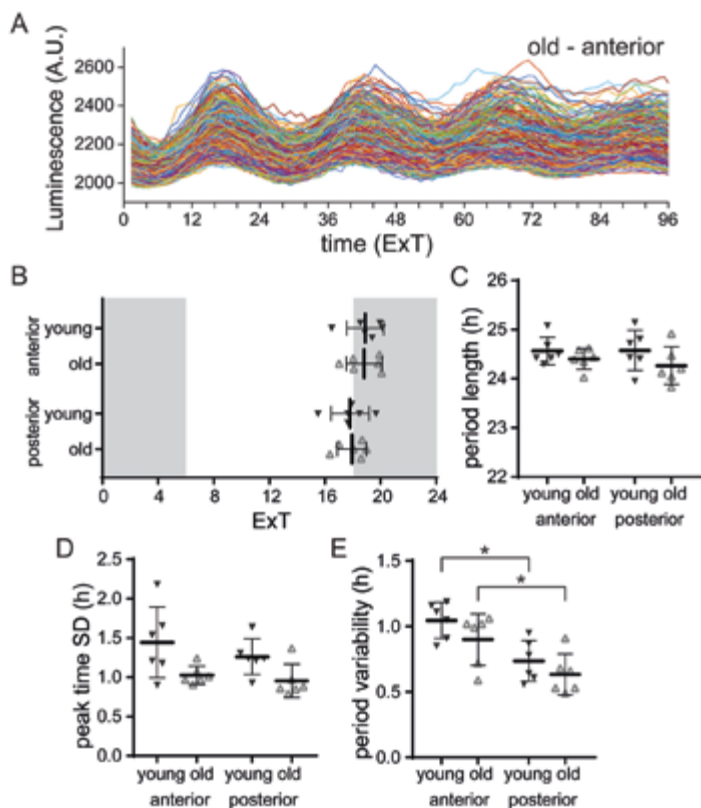 A
old - anterior
Luminescence (A.U.)
2600
2400
2200
2000
0 12 24 36 48 60 72 84 96
time (ExT)
B
anterior
young
old
posterior
young
old
0 4 8 12 16 20 24
ExT
C
period length (h)
26
25
24
23
22
young old young old
anterior posterior
D
peak time SD (h)
2.5
2.0
1.5
1.0
0.5
0.0
young old young old
anterior posterior
E
period variability (h)
1.5
1.0
0.5
0.0
* 
*
young old young old
anterior posterior